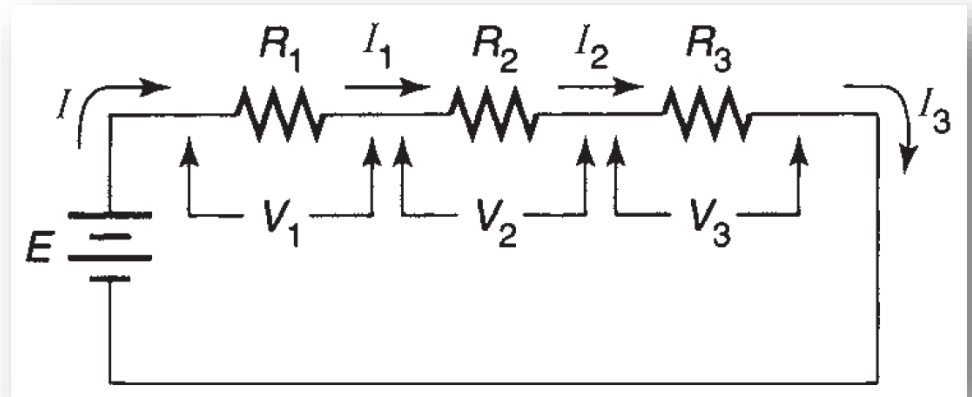 R₁ I₁ R₂ I₂ R₃
I I₃
V₁ V₂ V₃
E